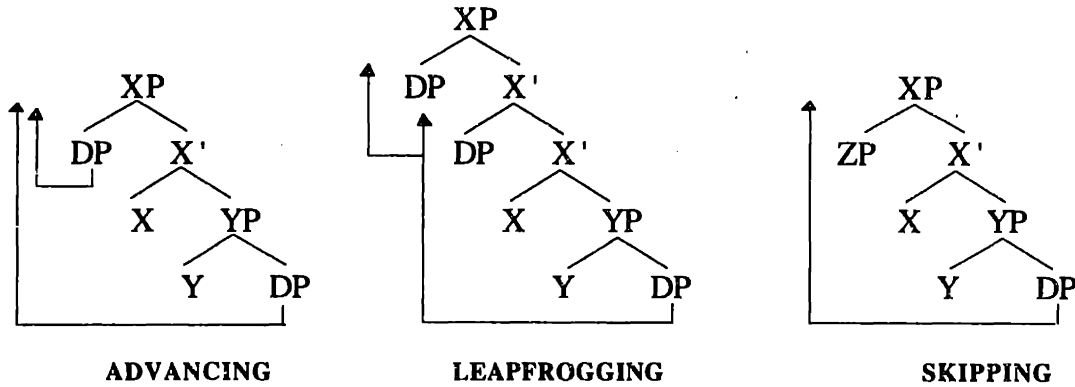 XP
DP X'
DP X'
X YP
Y DP
XP
DP X'
X YP
Y DP
XP
ZP X'
X YP
Y DP
ADVANCING LEAPFROGGING SKIPPING